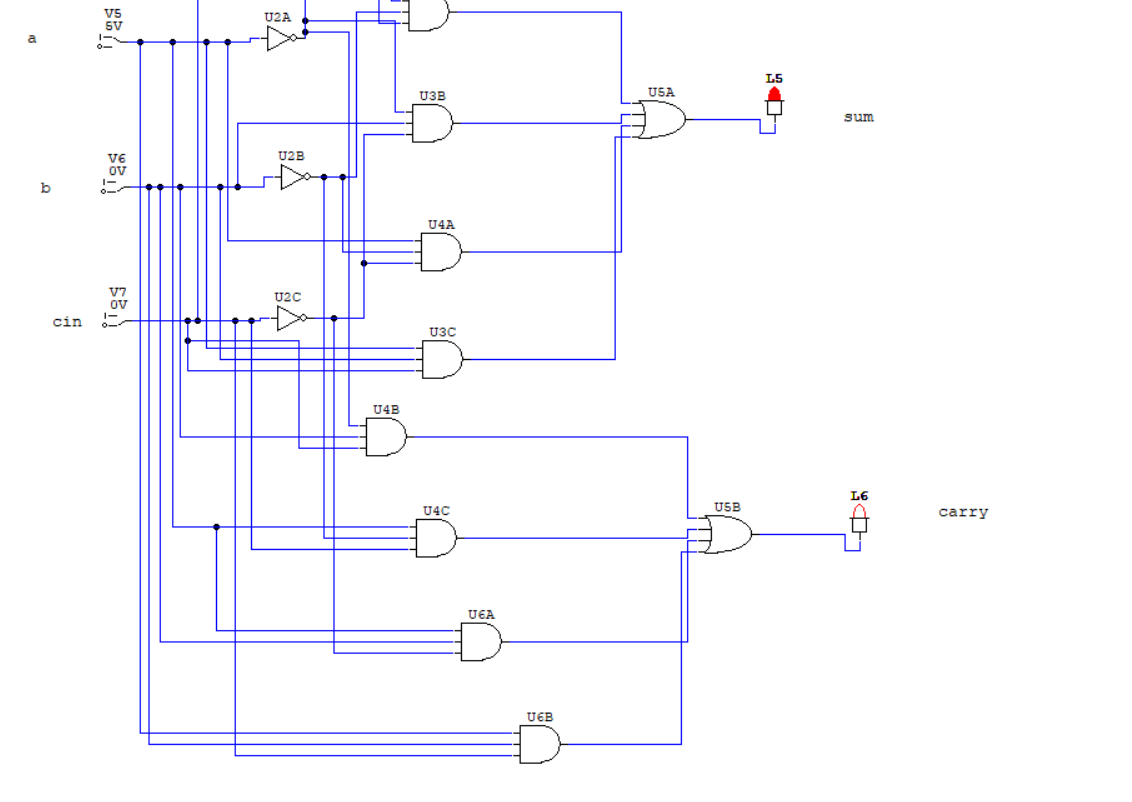 V5
5V
a
U2A
U3B
U5A
L5
sum
V6
0V
b
U2B
U4A
V7
0V
cin
U2C
U3C
U4B
U4C
U5B
L6
carry
U6A
U6B